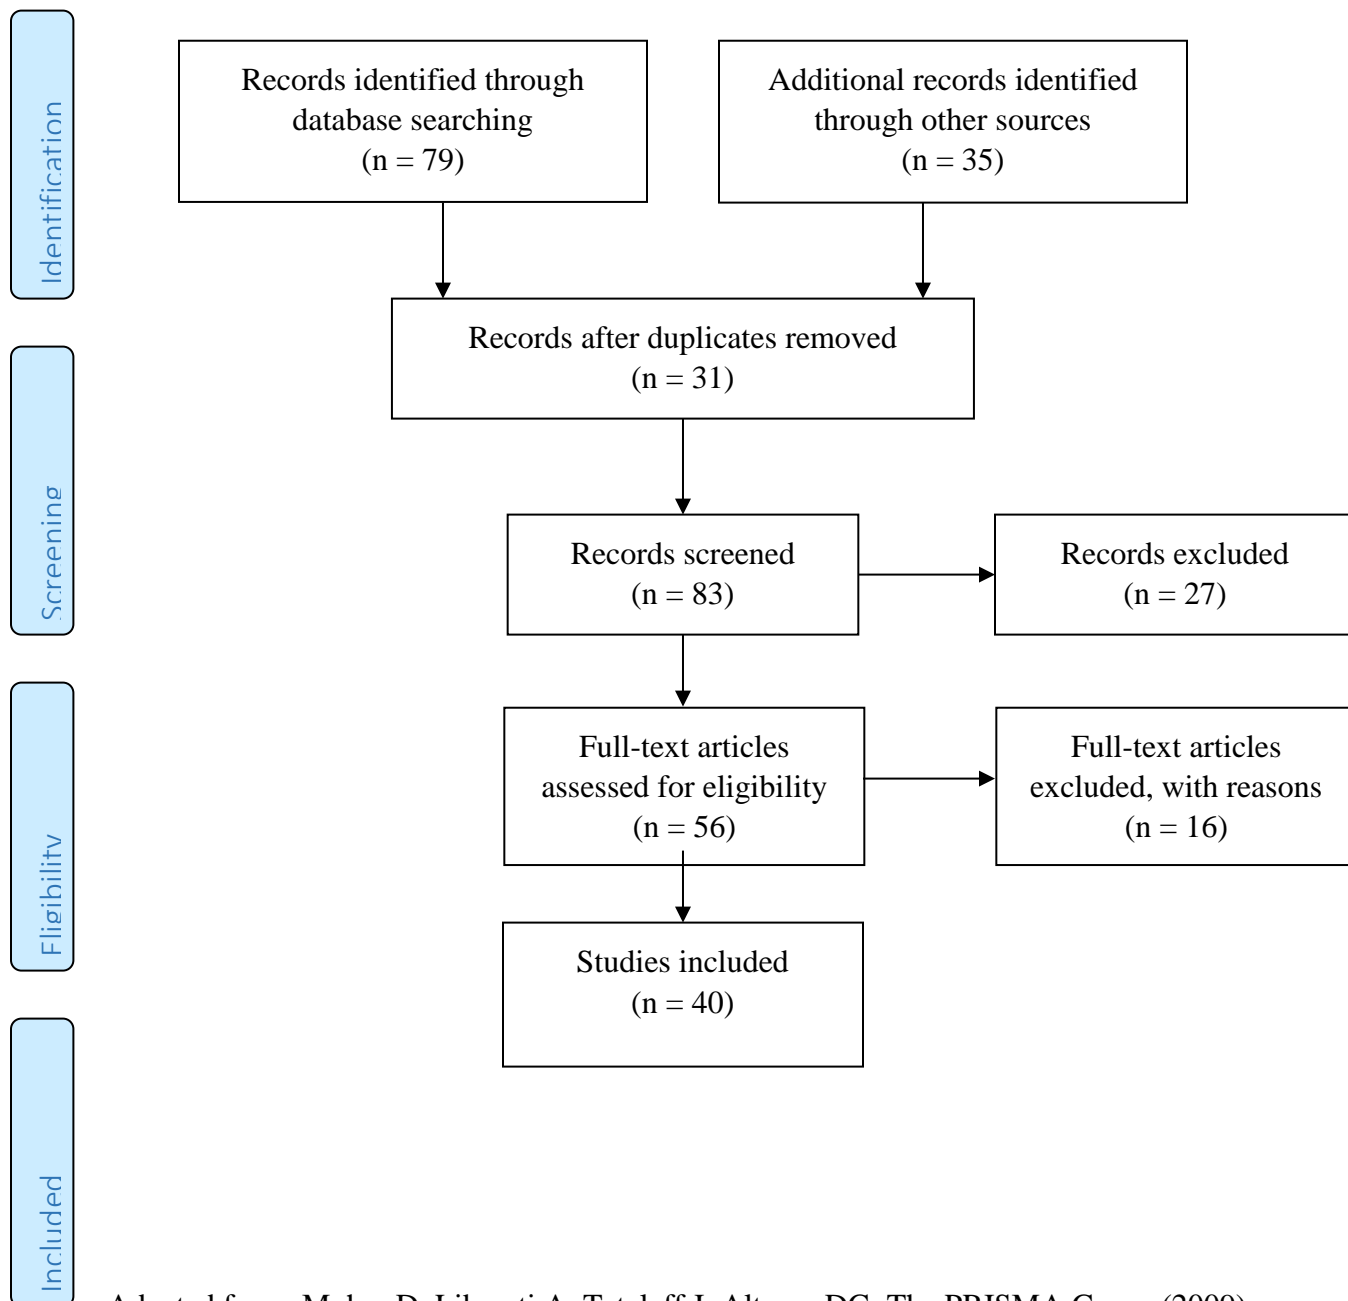 Identification
Records identified through
database searching
(n = 79)
Additional records identified
through other sources
(n = 35)
Records after duplicates removed
(n = 31)
Screening
Records screened
(n = 83)
Records excluded
(n = 27)
Eligibility
Full-text articles
assessed for eligibility
(n = 56)
Full-text articles
excluded, with reasons
(n = 16)
Studies included
(n = 40)
Included